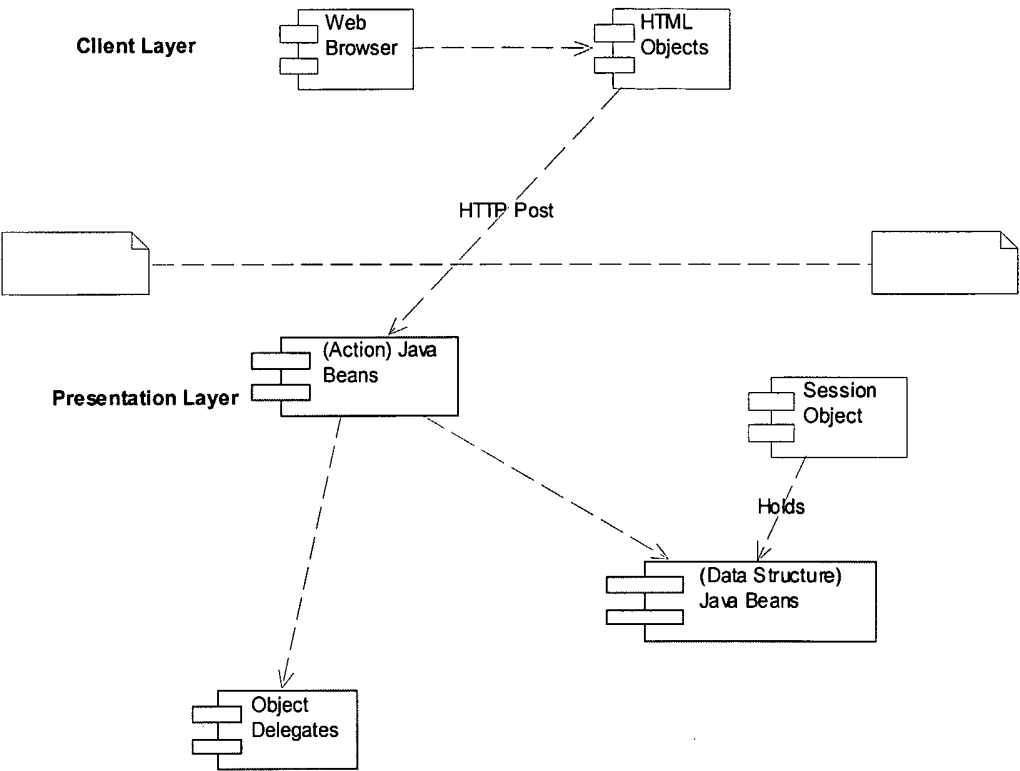 Client Layer
Web
Browser
HTML
Objects
HTTP Post
(Action) Java
Beans
Presentation Layer
Session
Object
Holds
(Data Structure)
Java Beans
Object
Delegates